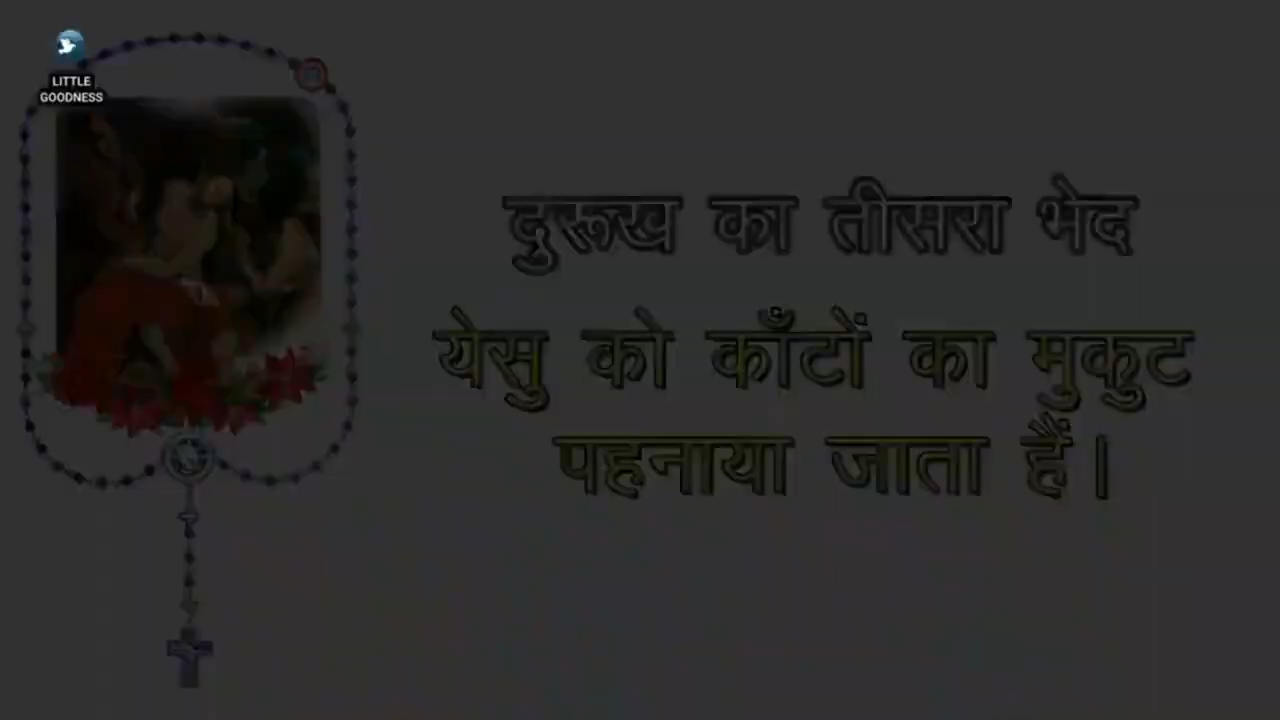 LITTLE
GOODNESS
दुरूख का तीसरा भेद
येसु को काँटों का मुकुट
पहनाया जाता हैं।